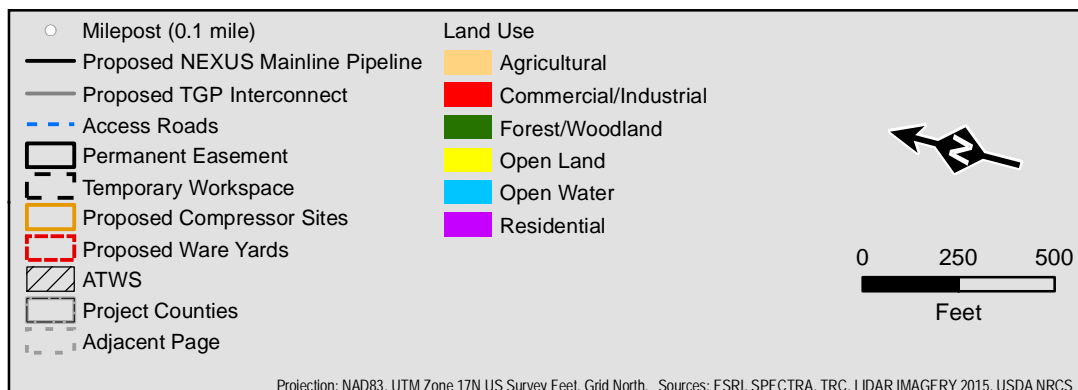 Milepost (0.1 mile)
Proposed NEXUS Mainline Pipeline
Proposed TGP Interconnect
Access Roads
Permanent Easement
Temporary Workspace
Proposed Compressor Sites
Proposed Ware Yards
ATWS
Project Counties
Adjacent Page
Land Use
Agricultural
Commercial/Industrial
Forest/Woodland
Open Land
Open Water
Residential
N
0 250 500
Feet
Projection: NAD83, UTM Zone 17N US Survey Feet, Grid North. Sources: ESRI, SPECTRA, TRC, LIDAR IMAGERY 2015, USDA NRCS